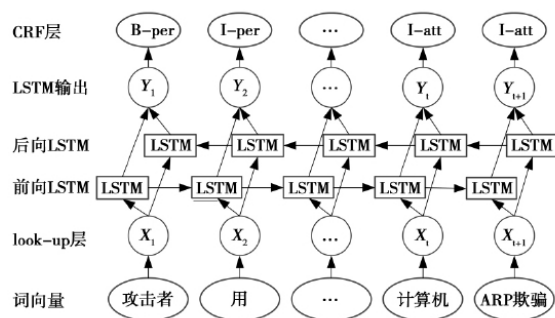 CRF层 B-per I-per … I-att I-att
LSTM输出 Y1 Y2 … Yt Yt+1
后向LSTM LSTM LSTM LSTM LSTM LSTM
前向LSTM LSTM LSTM LSTM LSTM LSTM
look-up层 X1 X2 … Xt Xt+1
词向量 攻击者 用 … 计算机 ARP欺骗